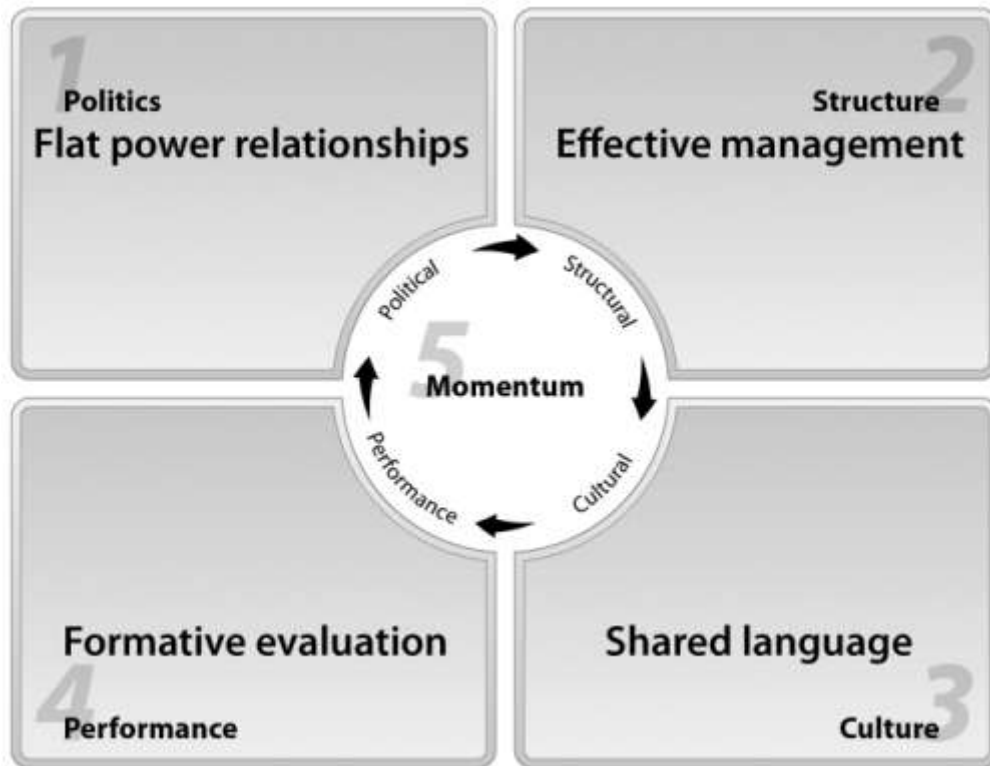 1
Politics
Flat power relationships
2
Structure
Effective management
Political
Structural
5
Momentum
Performance
Cultural
Formative evaluation
4
Performance
Shared language
3
Culture